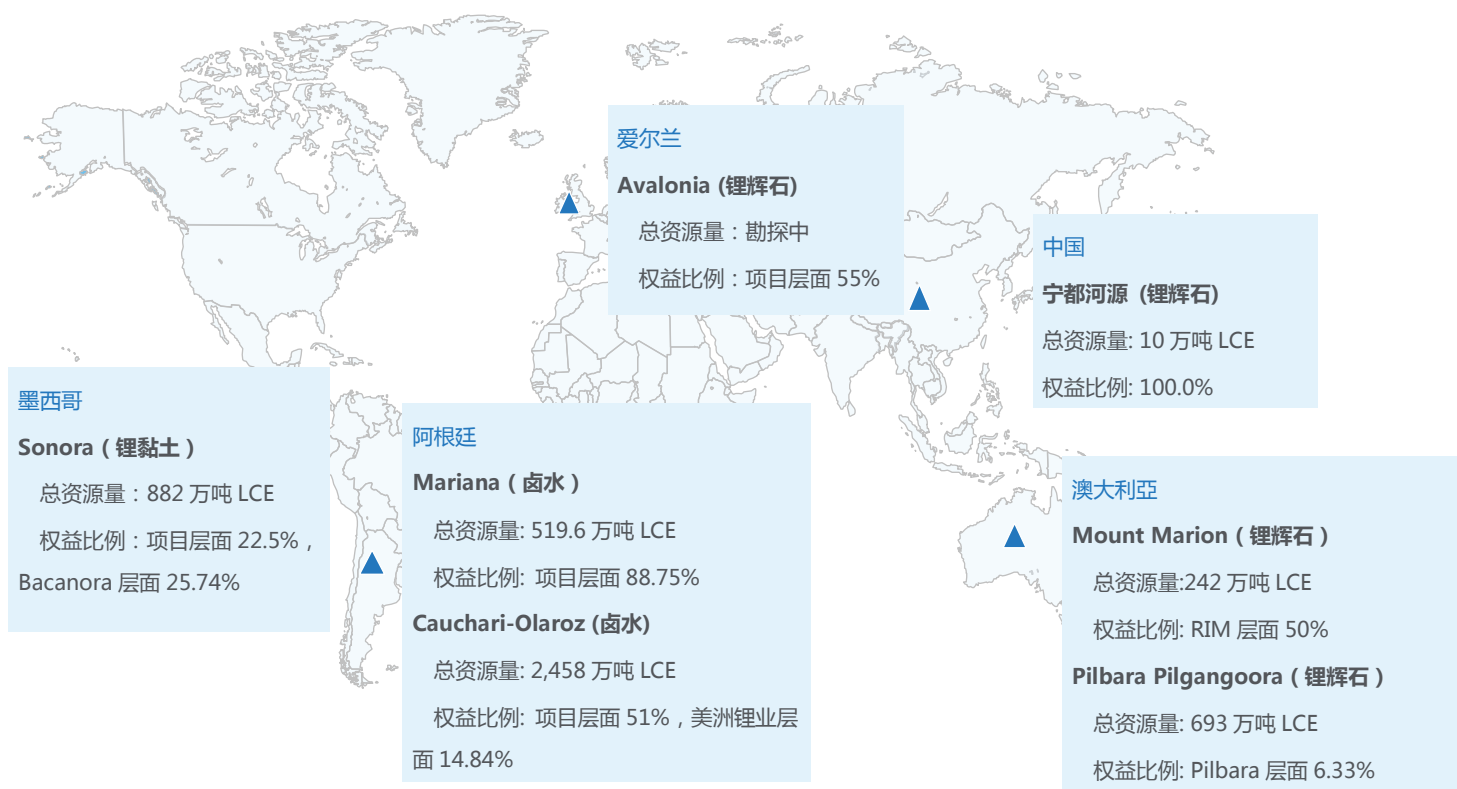 爱尔兰
Avalonia (锂辉石)
总资源量：勘探中
权益比例：项目层面 55%
中国
宁都河源 (锂辉石)
总资源量: 10 万吨 LCE
权益比例: 100.0%
墨西哥
Sonora（锂黏土）
总资源量：882 万吨 LCE
权益比例：项目层面 22.5%，
Bacanora 层面 25.74%
阿根廷
Mariana（卤水）
总资源量: 519.6 万吨 LCE
权益比例: 项目层面 88.75%
Cauchari-Olaroz (卤水)
总资源量: 2,458 万吨 LCE
权益比例: 项目层面 51%，美洲锂业层
面 14.84%
澳大利亞
Mount Marion（锂辉石）
总资源量:242 万吨 LCE
权益比例: RIM 层面 50%
Pilbara Pilgangoora（锂辉石）
总资源量: 693 万吨 LCE
权益比例: Pilbara 层面 6.33%